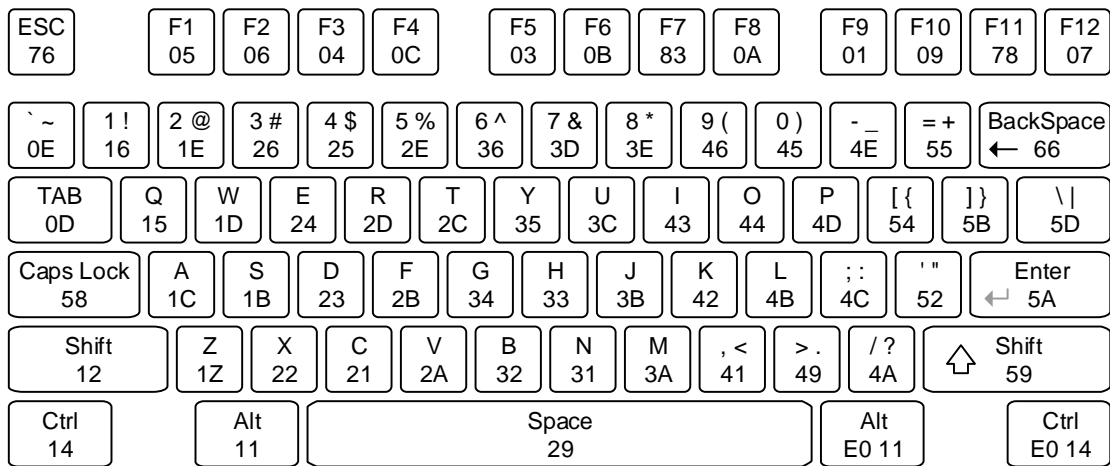 ESC F1 F2 F3 F4 F5 F6 F7 F8 F9 F10 F11 F12
76 05 06 04 0C 03 0B 83 0A 01 09 78 07
` ~ 1 ! 2 @ 3 # 4 $ 5 % 6 ^ 7 & 8 * 9 ( 0 ) - _ = + BackSpace
0E 16 1E 26 25 2E 36 3D 3E 46 45 4E 55 ← 66
TAB Q W E R T Y U I O P [ { ] } \ |
0D 15 1D 24 2D 2C 35 3C 43 44 4D 54 5B 5D
Caps Lock A S D F G H J K L ; : ' " Enter
58 1C 1B 23 2B 34 33 3B 42 4B 4C 52 ↵ 5A
Shift Z X C V B N M , < > . / ? Shift
12 1Z 22 21 2A 32 31 3A 41 49 4A ⇧ 59
Ctrl Alt Space Alt Ctrl
14 11 29 E0 11 E0 14